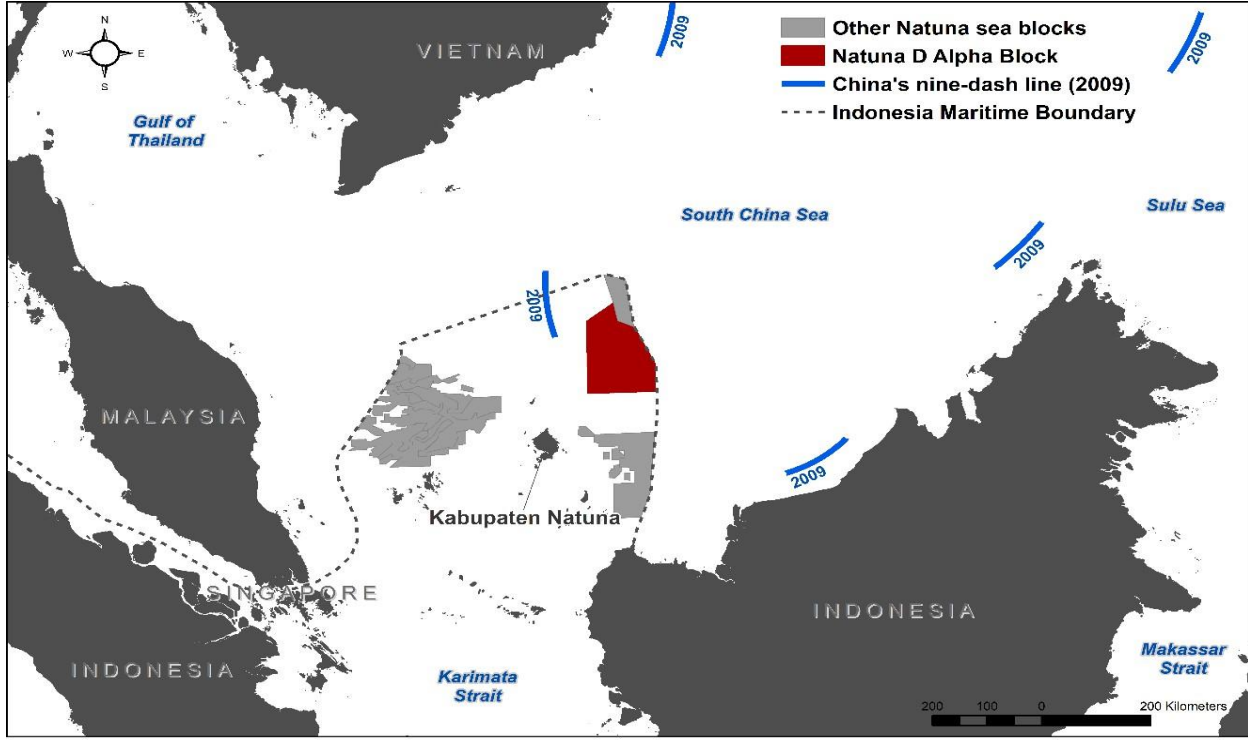 N
W E
S
VIETNAM
2009
2009
Other Natuna sea blocks
Natuna D Alpha Block
China's nine-dash line (2009)
Indonesia Maritime Boundary
Gulf of
Thailand
South China Sea
Sulu Sea
2009
2009
MALAYSIA
2009
Kabupaten Natuna
SINGAPORE
INDONESIA
INDONESIA
Karimata
Strait
Makassar
Strait
200 100 0 200 Kilometers